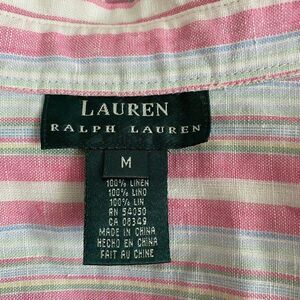 LAUREN
RALPH LAUREN
M
100% LINEN
100% LINO
100% LIN
RN 54050
CA 08349
MADE IN CHINA
HECHO EN CHINA
FAIT AU CHINE